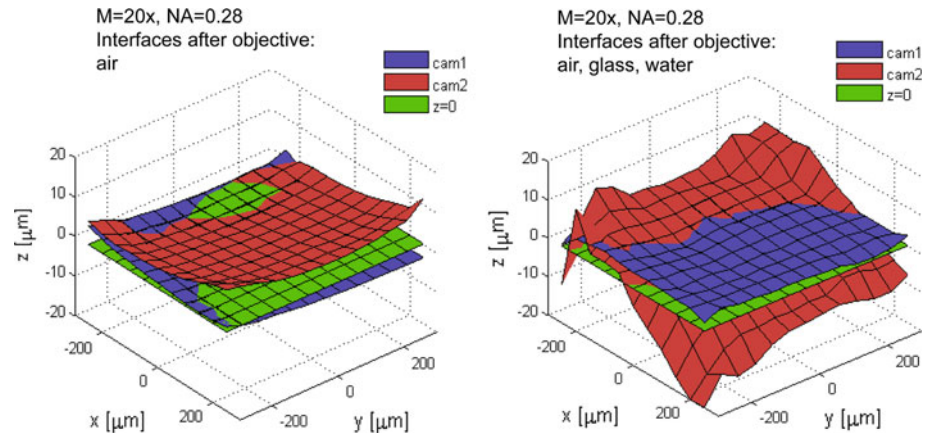 M=20x, NA=0.28
Interfaces after objective:
air
cam1
cam2
z=0
20
10
0
-10
-20
z [μm]
-200
0
200
x [μm]
-200
0
200
y [μm]
M=20x, NA=0.28
Interfaces after objective:
air, glass, water
cam1
cam2
z=0
20
10
0
-10
-20
z [μm]
-200
0
200
x [μm]
-200
0
200
y [μm]